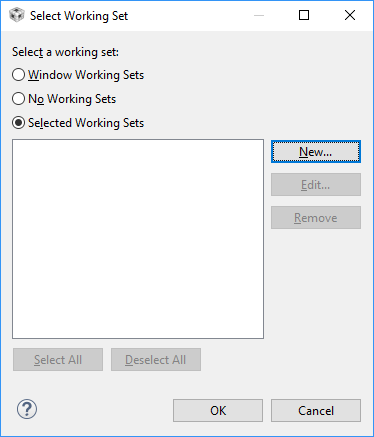 Select Working Set
Select a working set:
Window Working Sets
No Working Sets
Selected Working Sets
New...
Edit...
Remove
Select All
Deselect All
?
OK
Cancel